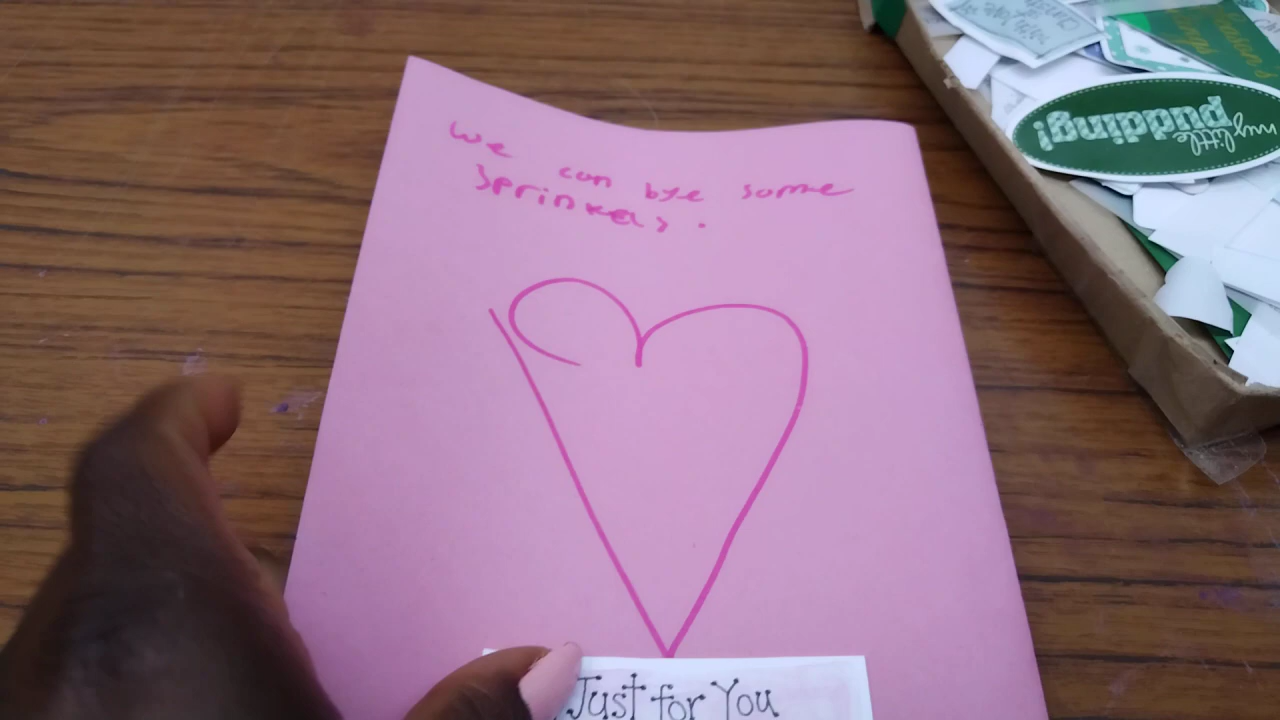 We can bye some
Sprinkels.
Just for You
my little
pudding!